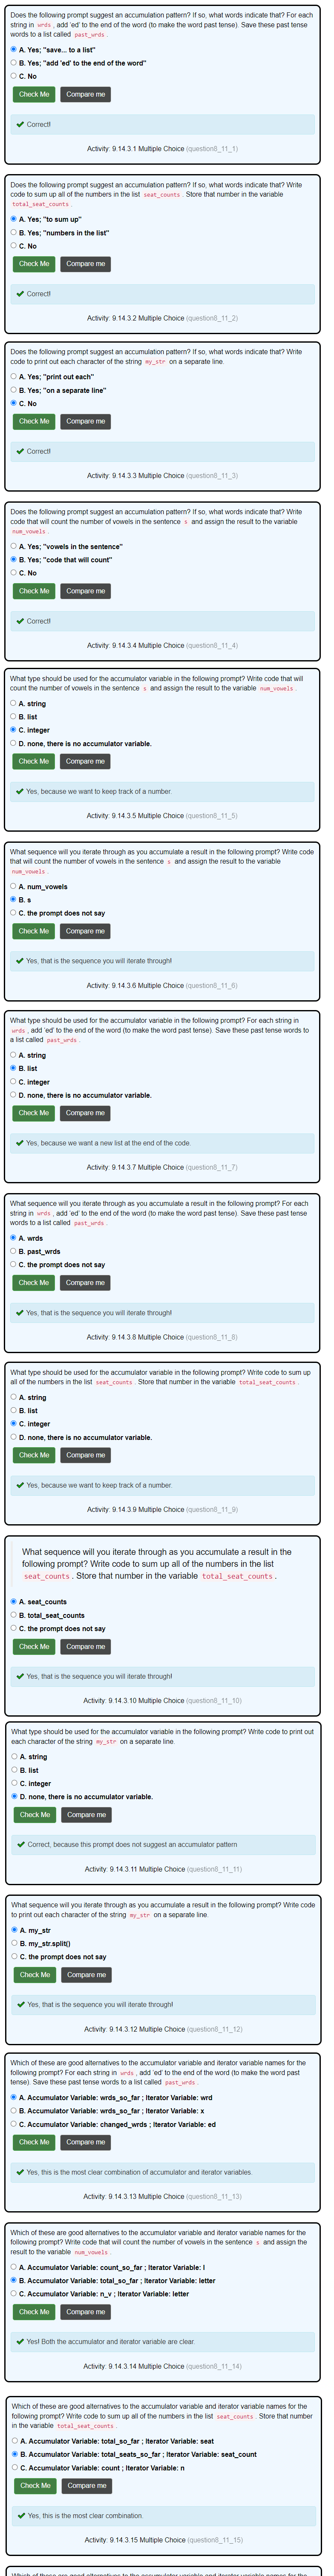 Does the following prompt suggest an accumulation pattern? If so, what words indicate that? For each
string in wrds , add 'ed' to the end of the word (to make the word past tense). Save these past tense
words to a list called past_wrds .
A. Yes; "save... to a list"
B. Yes; "add 'ed' to the end of the word"
C. No
Check Me Compare me
Correct!
Activity: 9.14.3.1 Multiple Choice (question8_11_1)
Does the following prompt suggest an accumulation pattern? If so, what words indicate that? Write
code to sum up all of the numbers in the list seat_counts . Store that number in the variable
total_seat_counts .
A. Yes; "to sum up"
B. Yes; "numbers in the list"
C. No
Check Me Compare me
Correct!
Activity: 9.14.3.2 Multiple Choice (question8_11_2)
Does the following prompt suggest an accumulation pattern? If so, what words indicate that? Write
code to print out each character of the string my_str on a separate line.
A. Yes; "print out each"
B. Yes; "on a separate line"
C. No
Check Me Compare me
Correct!
Activity: 9.14.3.3 Multiple Choice (question8_11_3)
Does the following prompt suggest an accumulation pattern? If so, what words indicate that? Write
code that will count the number of vowels in the sentence s and assign the result to the variable
num_vowels .
A. Yes; "vowels in the sentence"
B. Yes; "code that will count"
C. No
Check Me Compare me
Correct!
Activity: 9.14.3.4 Multiple Choice (question8_11_4)
What type should be used for the accumulator variable in the following prompt? Write code that will
count the number of vowels in the sentence s and assign the result to the variable num_vowels .
A. string
B. list
C. integer
D. none, there is no accumulator variable.
Check Me Compare me
Yes, because we want to keep track of a number.
Activity: 9.14.3.5 Multiple Choice (question8_11_5)
What sequence will you iterate through as you accumulate a result in the following prompt? Write code
that will count the number of vowels in the sentence s and assign the result to the variable
num_vowels .
A. num_vowels
B. s
C. the prompt does not say
Check Me Compare me
Yes, that is the sequence you will iterate through!
Activity: 9.14.3.6 Multiple Choice (question8_11_6)
What type should be used for the accumulator variable in the following prompt? For each string in
wrds , add 'ed' to the end of the word (to make the word past tense). Save these past tense words to
a list called past_wrds .
A. string
B. list
C. integer
D. none, there is no accumulator variable.
Check Me Compare me
Yes, because we want a new list at the end of the code.
Activity: 9.14.3.7 Multiple Choice (question8_11_7)
What sequence will you iterate through as you accumulate a result in the following prompt? For each
string in wrds , add 'ed' to the end of the word (to make the word past tense). Save these past tense
words to a list called past_wrds .
A. wrds
B. past_wrds
C. the prompt does not say
Check Me Compare me
Yes, that is the sequence you will iterate through!
Activity: 9.14.3.8 Multiple Choice (question8_11_8)
What type should be used for the accumulator variable in the following prompt? Write code to sum up
all of the numbers in the list seat_counts . Store that number in the variable total_seat_counts .
A. string
B. list
C. integer
D. none, there is no accumulator variable.
Check Me Compare me
Yes, because we want to keep track of a number.
Activity: 9.14.3.9 Multiple Choice (question8_11_9)
What sequence will you iterate through as you accumulate a result in the
following prompt? Write code to sum up all of the numbers in the list
seat_counts . Store that number in the variable total_seat_counts .
A. seat_counts
B. total_seat_counts
C. the prompt does not say
Check Me Compare me
Yes, that is the sequence you will iterate through!
Activity: 9.14.3.10 Multiple Choice (question8_11_10)
What type should be used for the accumulator variable in the following prompt? Write code to print out
each character of the string my_str on a separate line.
A. string
B. list
C. integer
D. none, there is no accumulator variable.
Check Me Compare me
Correct, because this prompt does not suggest an accumulator pattern
Activity: 9.14.3.11 Multiple Choice (question8_11_11)
What sequence will you iterate through as you accumulate a result in the following prompt? Write code
to print out each character of the string my_str on a separate line.
A. my_str
B. my_str.split()
C. the prompt does not say
Check Me Compare me
Yes, that is the sequence you will iterate through!
Activity: 9.14.3.12 Multiple Choice (question8_11_12)
Which of these are good alternatives to the accumulator variable and iterator variable names for the
following prompt? For each string in wrds , add 'ed' to the end of the word (to make the word past
tense). Save these past tense words to a list called past_wrds .
A. Accumulator Variable: wrds_so_far ; Iterator Variable: wrd
B. Accumulator Variable: wrds_so_far ; Iterator Variable: x
C. Accumulator Variable: changed_wrds ; Iterator Variable: ed
Check Me Compare me
Yes, this is the most clear combination of accumulator and iterator variables.
Activity: 9.14.3.13 Multiple Choice (question8_11_13)
Which of these are good alternatives to the accumulator variable and iterator variable names for the
following prompt? Write code that will count the number of vowels in the sentence s and assign the
result to the variable num_vowels .
A. Accumulator Variable: count_so_far ; Iterator Variable: l
B. Accumulator Variable: total_so_far ; Iterator Variable: letter
C. Accumulator Variable: n_v ; Iterator Variable: letter
Check Me Compare me
Yes! Both the accumulator and iterator variable are clear.
Activity: 9.14.3.14 Multiple Choice (question8_11_14)
Which of these are good alternatives to the accumulator variable and iterator variable names for the
following prompt? Write code to sum up all of the numbers in the list seat_counts . Store that number
in the variable total_seat_counts .
A. Accumulator Variable: total_so_far ; Iterator Variable: seat
B. Accumulator Variable: total_seats_so_far ; Iterator Variable: seat_count
C. Accumulator Variable: count ; Iterator Variable: n
Check Me Compare me
Yes, this is the most clear combination.
Activity: 9.14.3.15 Multiple Choice (question8_11_15)